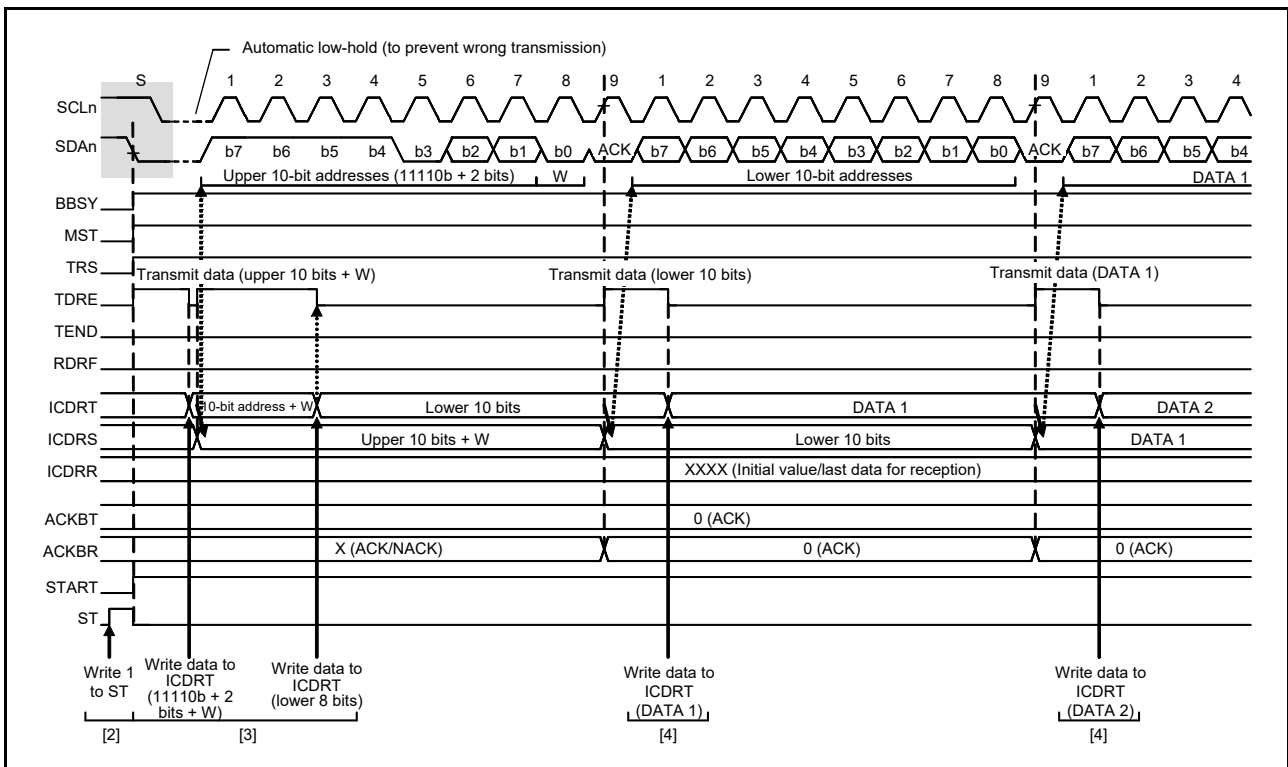 Automatic low-hold (to prevent wrong transmission)
S 1 2 3 4 5 6 7 8 9 1 2 3 4 5 6 7 8 9 1 2 3 4
SCLn
SDAn b7 b6 b5 b4 b3 b2 b1 b0 ACK b7 b6 b5 b4 b3 b2 b1 b0 ACK b7 b6 b5 b4
Upper 10-bit addresses (11110b + 2 bits) W Lower 10-bit addresses DATA 1
BBSY
MST
TRS
Transmit data (upper 10 bits + W) Transmit data (lower 10 bits) Transmit data (DATA 1)
TDRE
TEND
RDRF
ICDRT 10-bit address + W Lower 10 bits DATA 1 DATA 2
ICDRS Upper 10 bits + W Lower 10 bits DATA 1
ICDRR XXXX (Initial value/last data for reception)
ACKBT 0 (ACK)
ACKBR X (ACK/NACK) 0 (ACK) 0 (ACK)
START
ST
Write 1
to ST
Write data to
ICDRT
(11110b + 2
bits + W)
Write data to
ICDRT
(lower 8 bits)
Write data to
ICDRT
(DATA 1)
Write data to
ICDRT
(DATA 2)
[2] [3] [4] [4]